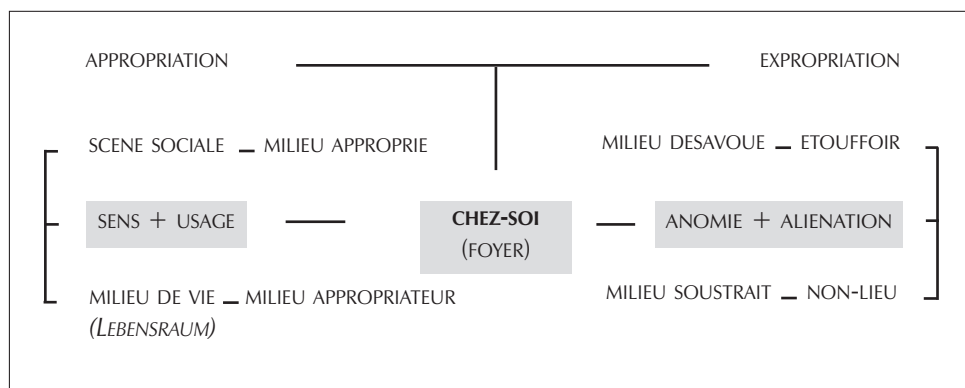 APPROPRIATION EXPROPRIATION
SCENE SOCIALE – MILIEU APPROPRIE MILIEU DESAVOUE – ETOUFFOIR
SENS + USAGE CHEZ-SOI ANOMIE + ALIENATION
(FOYER)
MILIEU DE VIE – MILIEU APPROPRIATEUR MILIEU SOUSTRAIT – NON-LIEU
(LEBENSRAUM)